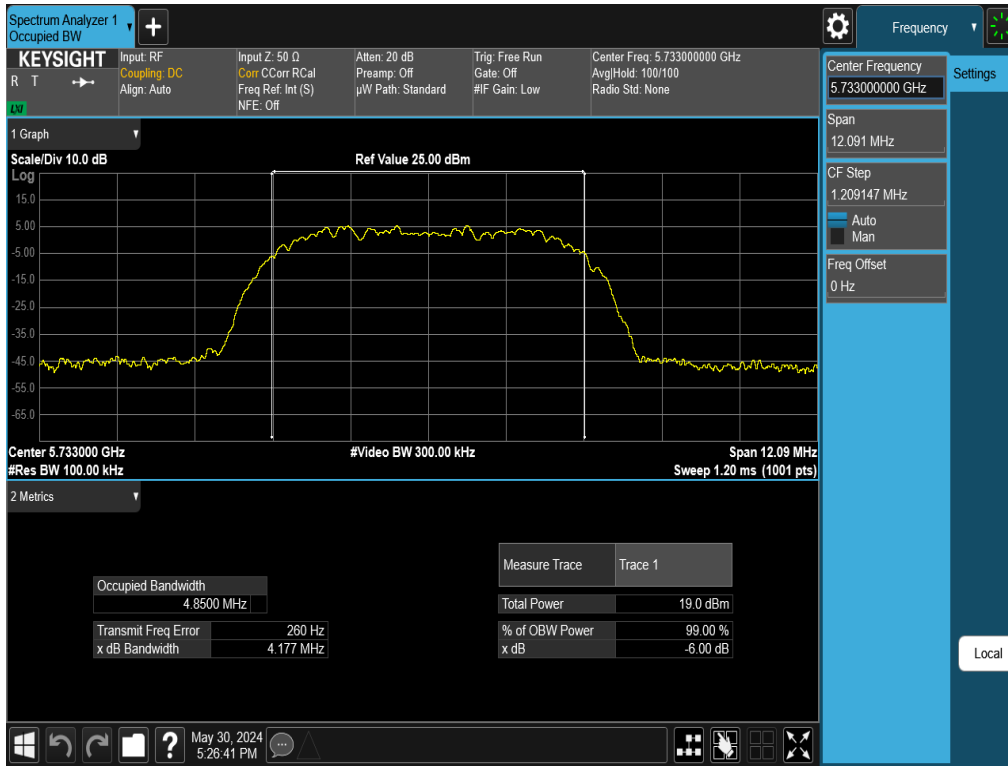 Spectrum Analyzer 1
Occupied BW
+
Frequency
KEYSIGHT
R T
LXI
Input: RF
Coupling: DC
Align: Auto
Input Z: 50 Ω
Corr CCorr RCal
Freq Ref: Int (S)
NFE: Off
Atten: 20 dB
Preamp: Off
µW Path: Standard
Trig: Free Run
Gate: Off
#IF Gain: Low
Center Freq: 5.733000000 GHz
Avg|Hold: 100/100
Radio Std: None
Center Frequency
5.733000000 GHz
Settings
Span
12.091 MHz
CF Step
1.209147 MHz
Auto
Man
Freq Offset
0 Hz
Local
1 Graph
Scale/Div 10.0 dB
Ref Value 25.00 dBm
Log
15.0
5.00
-5.00
-15.0
-25.0
-35.0
-45.0
-55.0
-65.0
Center 5.733000 GHz
#Video BW 300.00 kHz
Span 12.09 MHz
#Res BW 100.00 kHz
Sweep 1.20 ms (1001 pts)
2 Metrics
Measure Trace Trace 1
Occupied Bandwidth
4.8500 MHz
Total Power 19.0 dBm
Transmit Freq Error 260 Hz
% of OBW Power 99.00 %
x dB Bandwidth 4.177 MHz
x dB -6.00 dB
?
May 30, 2024
5:26:41 PM